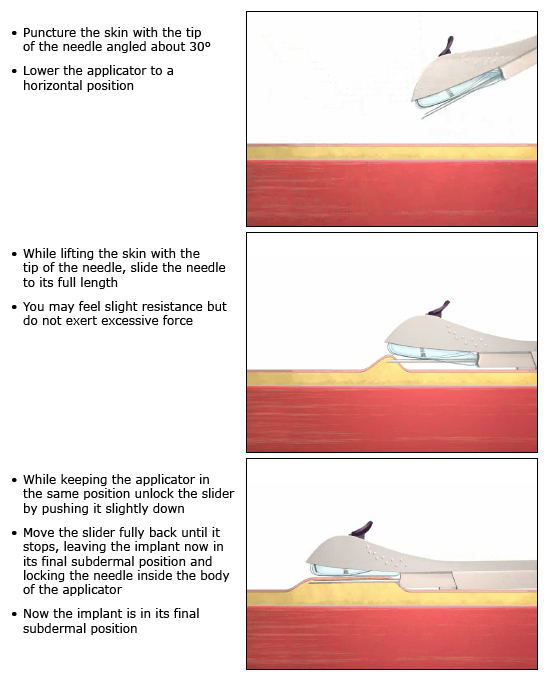 • Puncture the skin with the tip
of the needle angled about 30º
• Lower the applicator to a
horizontal position
• While lifting the skin with the
tip of the needle, slide the needle
to its full length
• You may feel slight resistance but
do not exert excessive force
• While keeping the applicator in
the same position unlock the slider
by pushing it slightly down
• Move the slider fully back until it
stops, leaving the implant now in
its final subdermal position and
locking the needle inside the body
of the applicator
• Now the implant is in its final
subdermal position